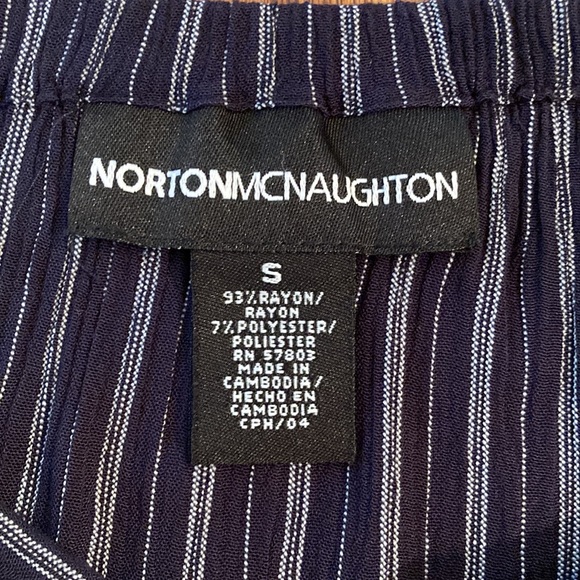 NORTONMCNAUGHTON
S
93% RAYON/
RAYON
7% POLYESTER/
POLIESTER
RN 57803
MADE IN
CAMBODIA/
HECHO EN
CAMBODIA
CPH/04